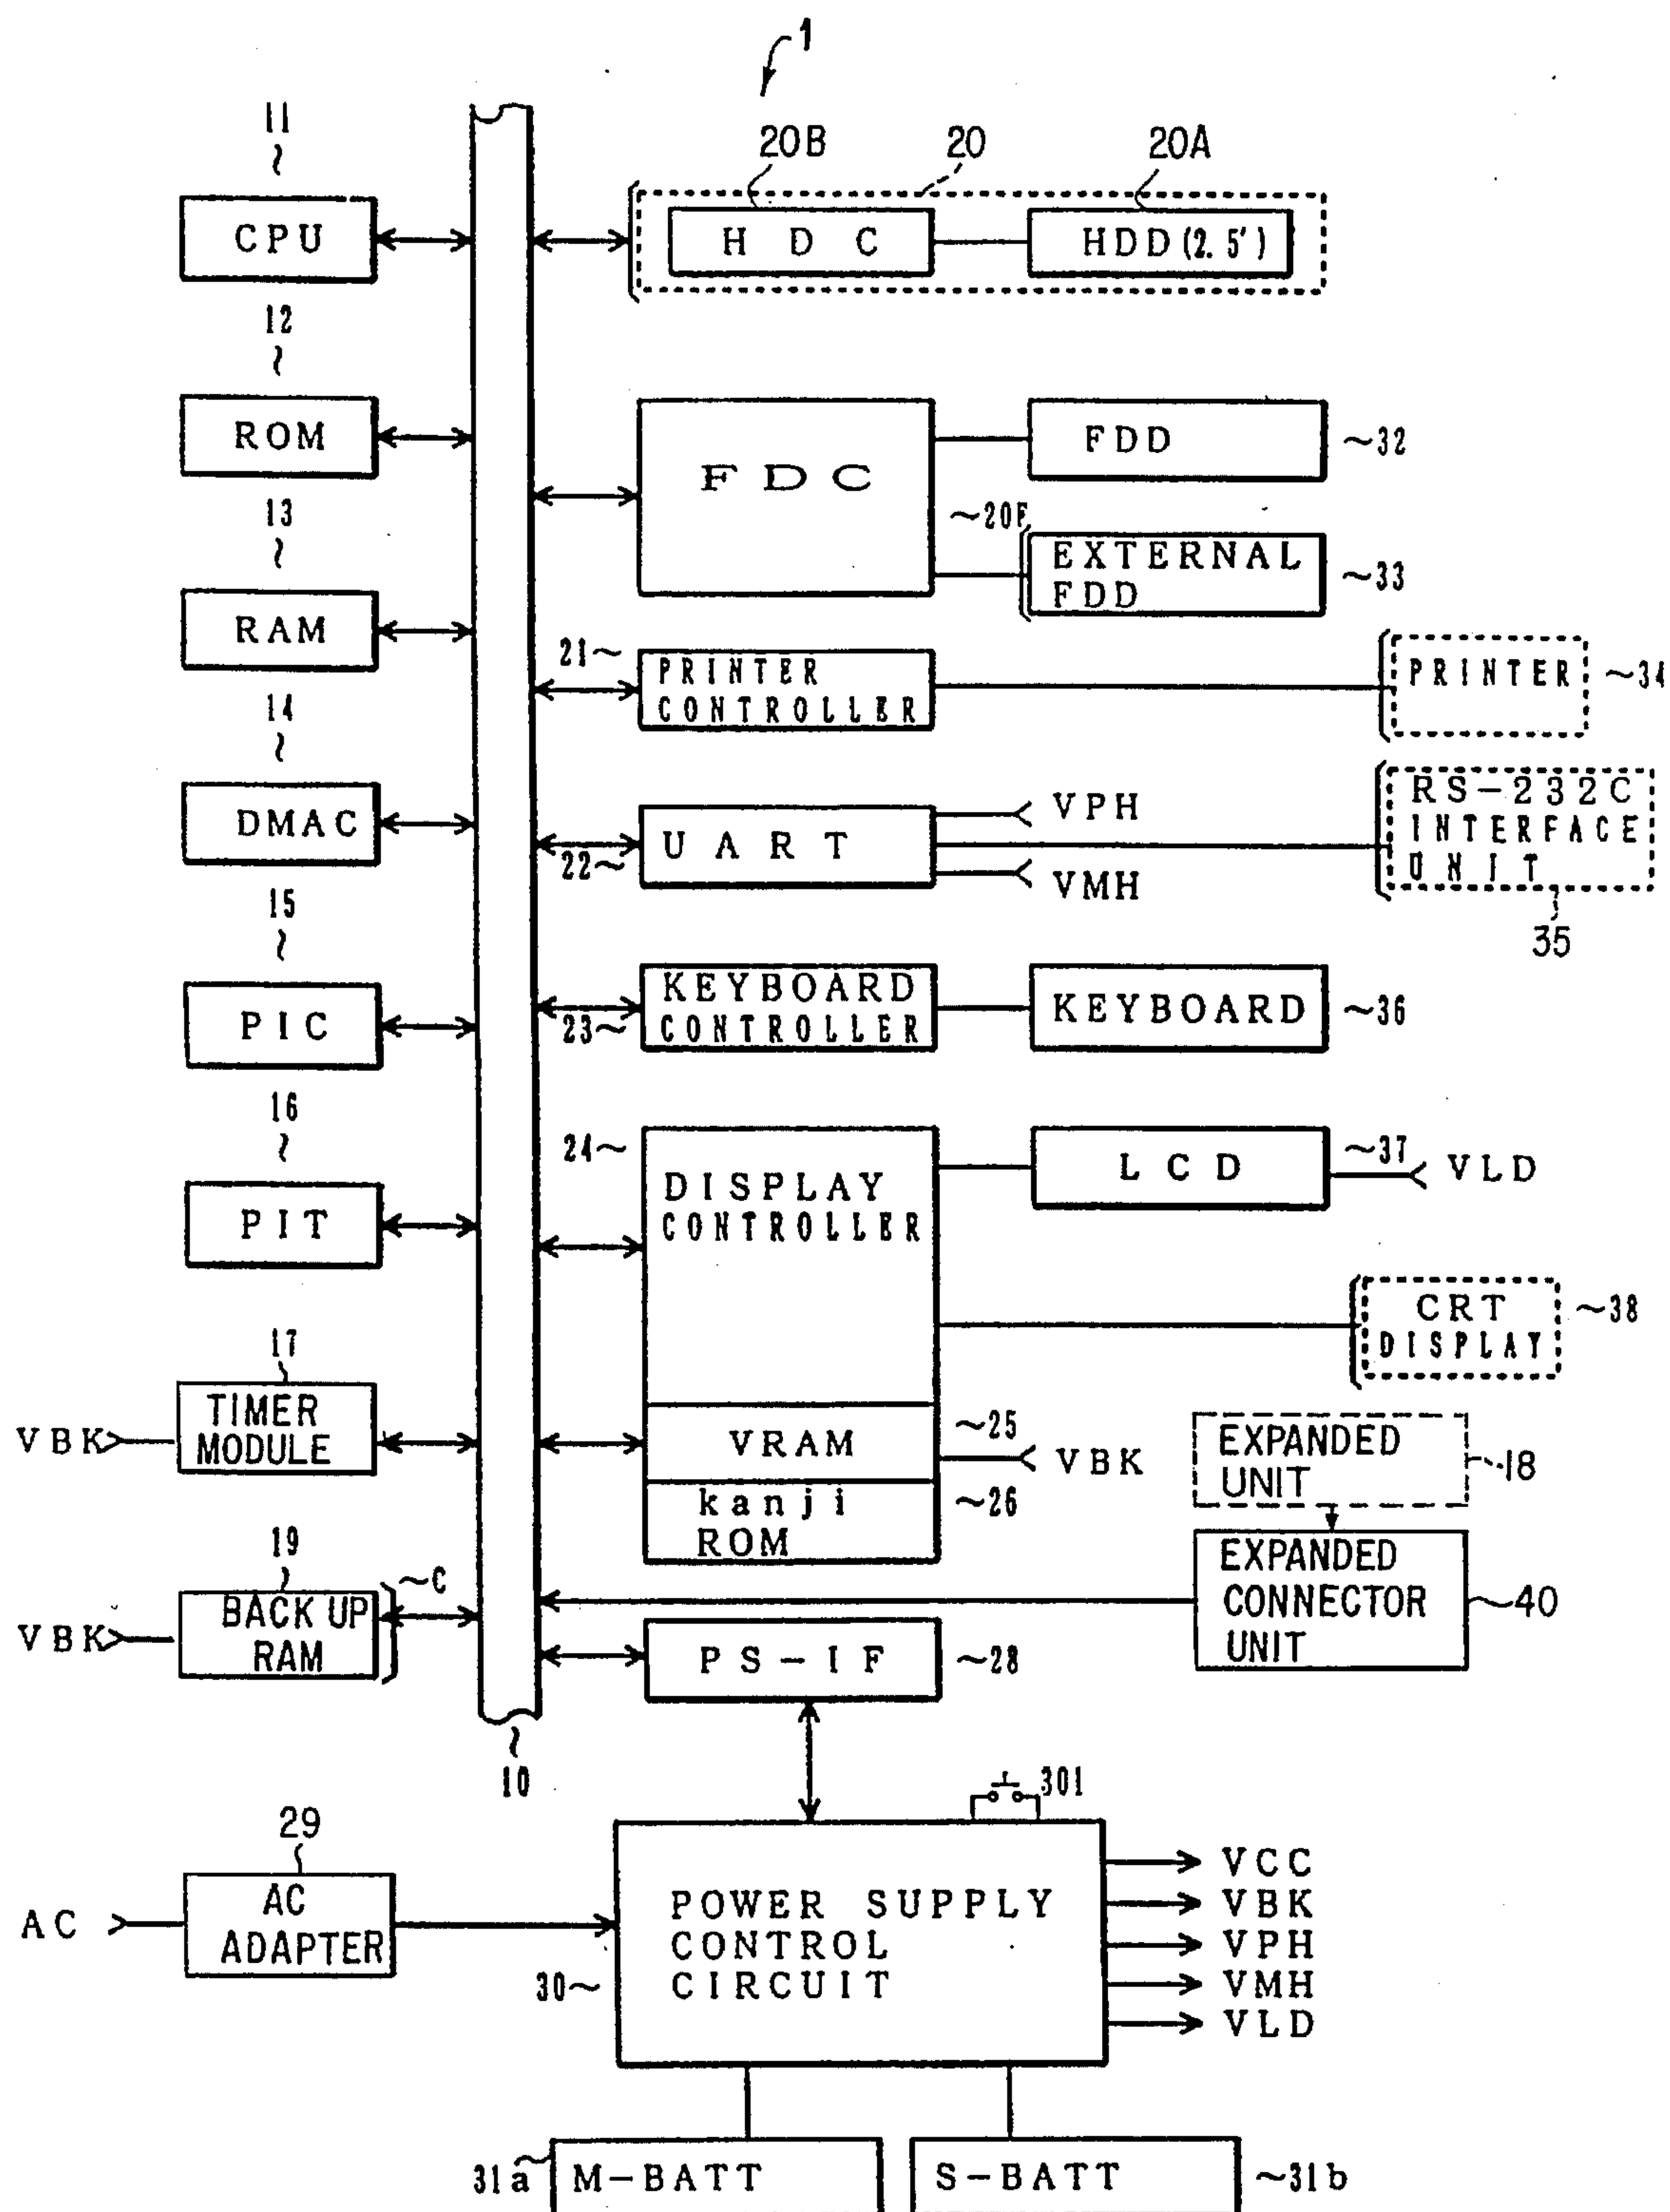 1
11
20B
20
20A
CPU
HDC
HDD (2.5')
12
ROM
FDC
FDD
~32
13
~20F
EXTERNAL
FDD
~33
RAM
21~
PRINTER
CONTROLLER
PRINTER
~34
14
DMAC
22~
UART
VPH
VMH
RS-232C
INTERFACE
UNIT
35
15
PIC
23~
KEYBOARD
CONTROLLER
KEYBOARD
~36
16
PIT
24~
DISPLAY
CONTROLLER
LCD
~37
VLD
CRT
DISPLAY
~38
17
VBK
TIMER
MODULE
VRAM
~25
VBK
kanji
ROM
~26
EXPANDED
UNIT
18
19
VBK
BACK UP
RAM
~C
EXPANDED
CONNECTOR
UNIT
~40
PS-IF
~28
10
301
29
AC
AC
ADAPTER
30~
POWER SUPPLY
CONTROL
CIRCUIT
VCC
VBK
VPH
VMH
VLD
31a
M-BATT
S-BATT
~31b